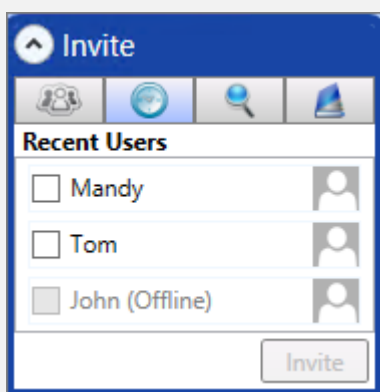 Invite
Recent Users
Mandy
Tom
John (Offline)
Invite